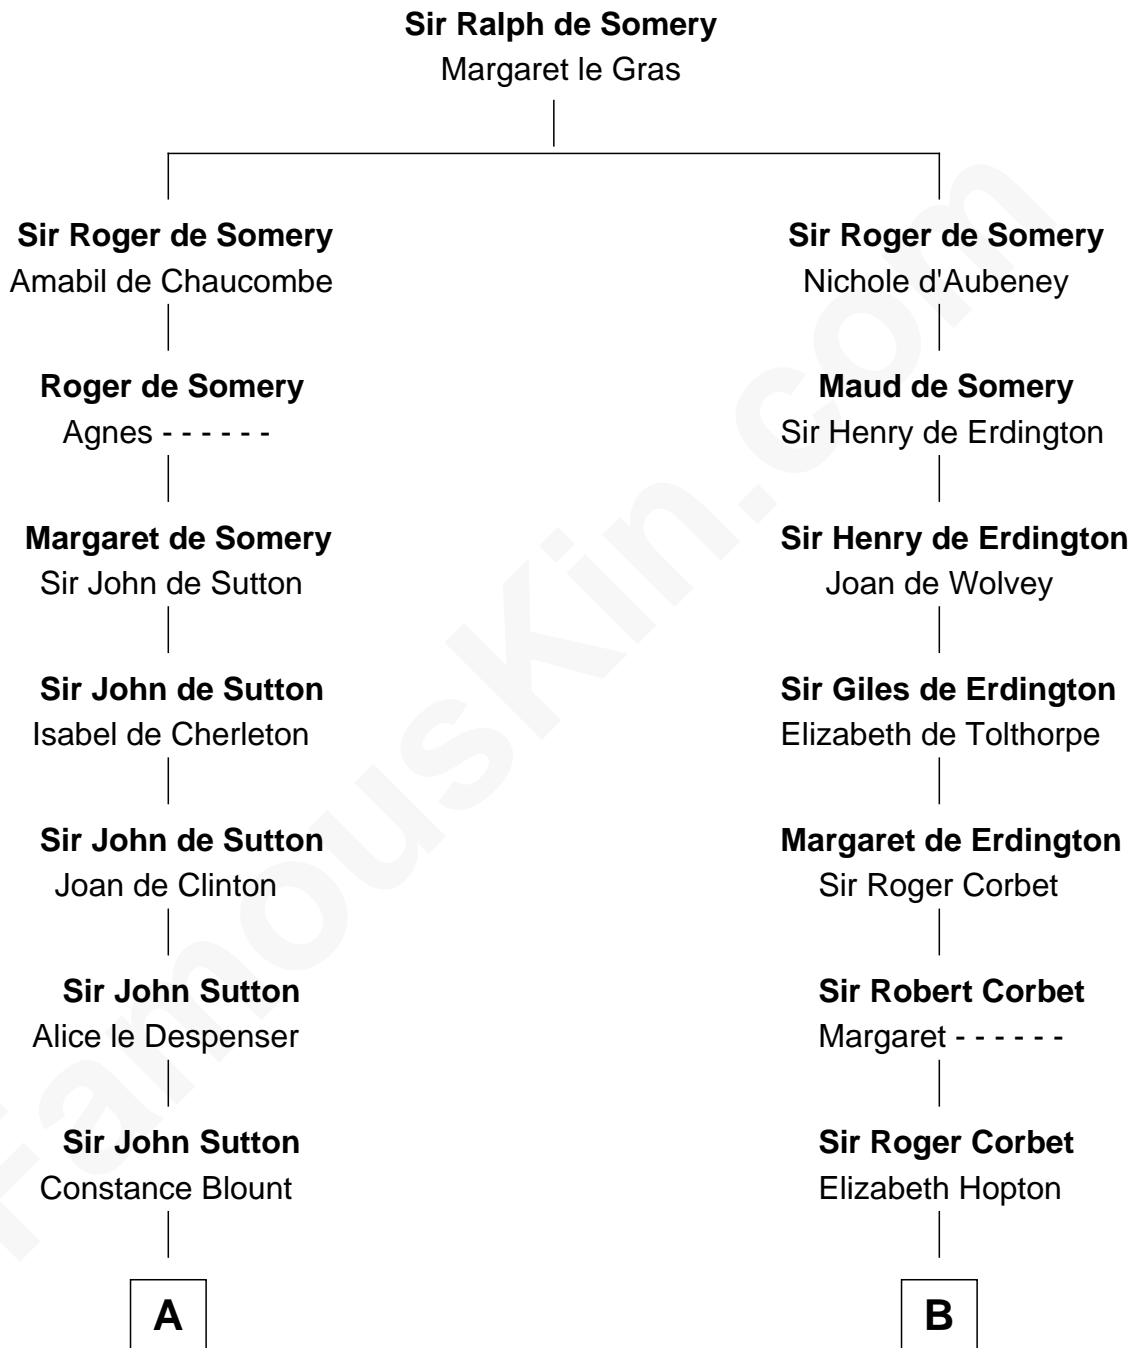 Sir Ralph de Somery
Margaret le Gras
Sir Roger de Somery
Amabil de Chaucombe
Roger de Somery
Agnes - - - - - -
Margaret de Somery
Sir John de Sutton
Sir John de Sutton
Isabel de Cherleton
Sir John de Sutton
Joan de Clinton
Sir John Sutton
Alice le Despenser
Sir John Sutton
Constance Blount
A
Sir Roger de Somery
Nichole d'Aubeney
Maud de Somery
Sir Henry de Erdington
Sir Henry de Erdington
Joan de Wolvey
Sir Giles de Erdington
Elizabeth de Tolthorpe
Margaret de Erdington
Sir Roger Corbet
Sir Robert Corbet
Margaret - - - - - -
Sir Roger Corbet
Elizabeth Hopton
B
FamousKin.com